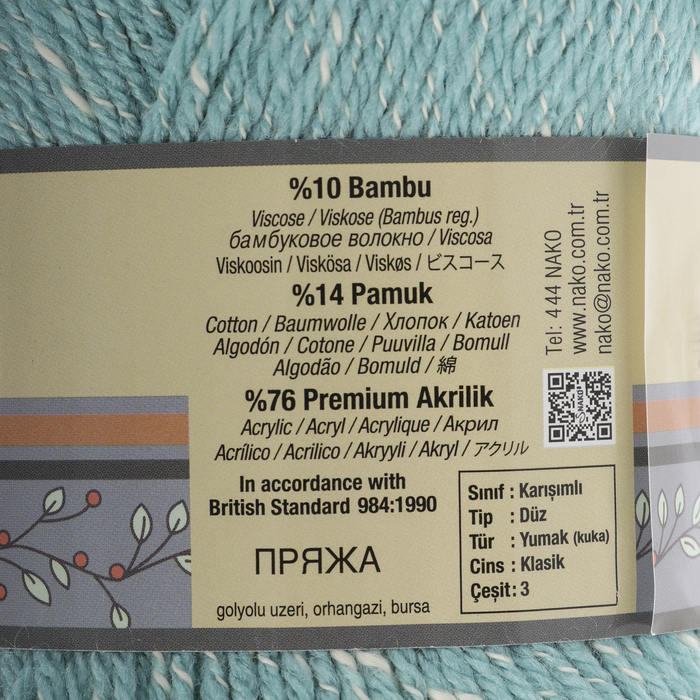 %10 Bambu
Viscose / Viskose (Bambus reg.)
бамбуковое волокно / Viscosa
Viskoosin / Viskösa / Viskøs / ビスコース
%14 Pamuk
Cotton / Baumwolle / Хлопок / Katoen
Algodón / Cotone / Puuvilla / Bomull
Algodão / Bomuld / 綿
%76 Premium Akrilik
Acrylic / Acryl / Acrylique / Акрил
Acrílico / Acrilico / Akryyli / Akryl / アクリル
In accordance with
British Standard 984:1990
ПРЯЖА
golyolu uzeri, orhangazi, bursa
Tel: 444 NAKO
www.nako.com.tr
nako@nako.com.tr
NAKO
Sınıf : Karışımlı
Tip : Düz
Tür : Yumak (kuka)
Cins : Klasik
Çeşit : 3